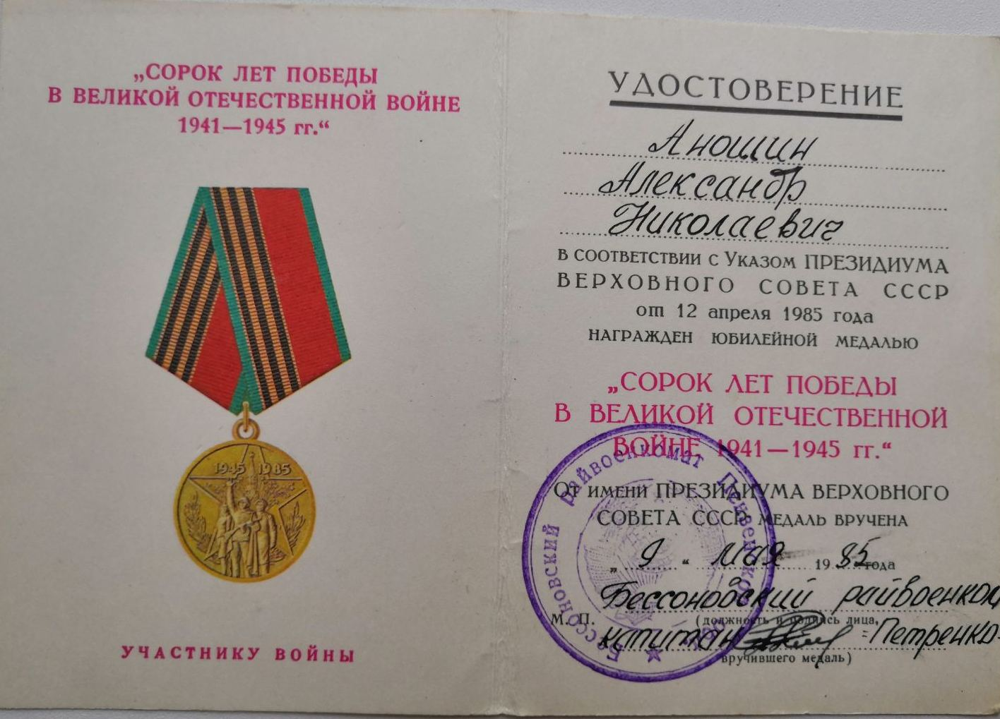 „СОРОК ЛЕТ ПОБЕДЫ
В ВЕЛИКОЙ ОТЕЧЕСТВЕННОЙ ВОЙНЕ
1941—1945 гг.“
1945 1985
УЧАСТНИКУ ВОЙНЫ
УДОСТОВЕРЕНИЕ
Аношин
Александр
Николаевич
В СООТВЕТСТВИИ С УКАЗОМ ПРЕЗИДИУМА
ВЕРХОВНОГО СОВЕТА СССР
от 12 апреля 1985 года
НАГРАЖДЕН ЮБИЛЕЙНОЙ МЕДАЛЬЮ
„СОРОК ЛЕТ ПОБЕДЫ
В ВЕЛИКОЙ ОТЕЧЕСТВЕННОЙ
ВОЙНЕ 1941—1945 гг.“
ОТ ИМЕНИ ПРЕЗИДИУМА ВЕРХОВНОГО
СОВЕТА СССР МЕДАЛЬ ВРУЧЕНА
„ 9 “ мая 1985 года
Бессоновский райвоенком
М. П. (должность и подпись лица,
капитан =Петренко-
вручившего медаль)
Бессоновский райвоенкомат Пензенской обл